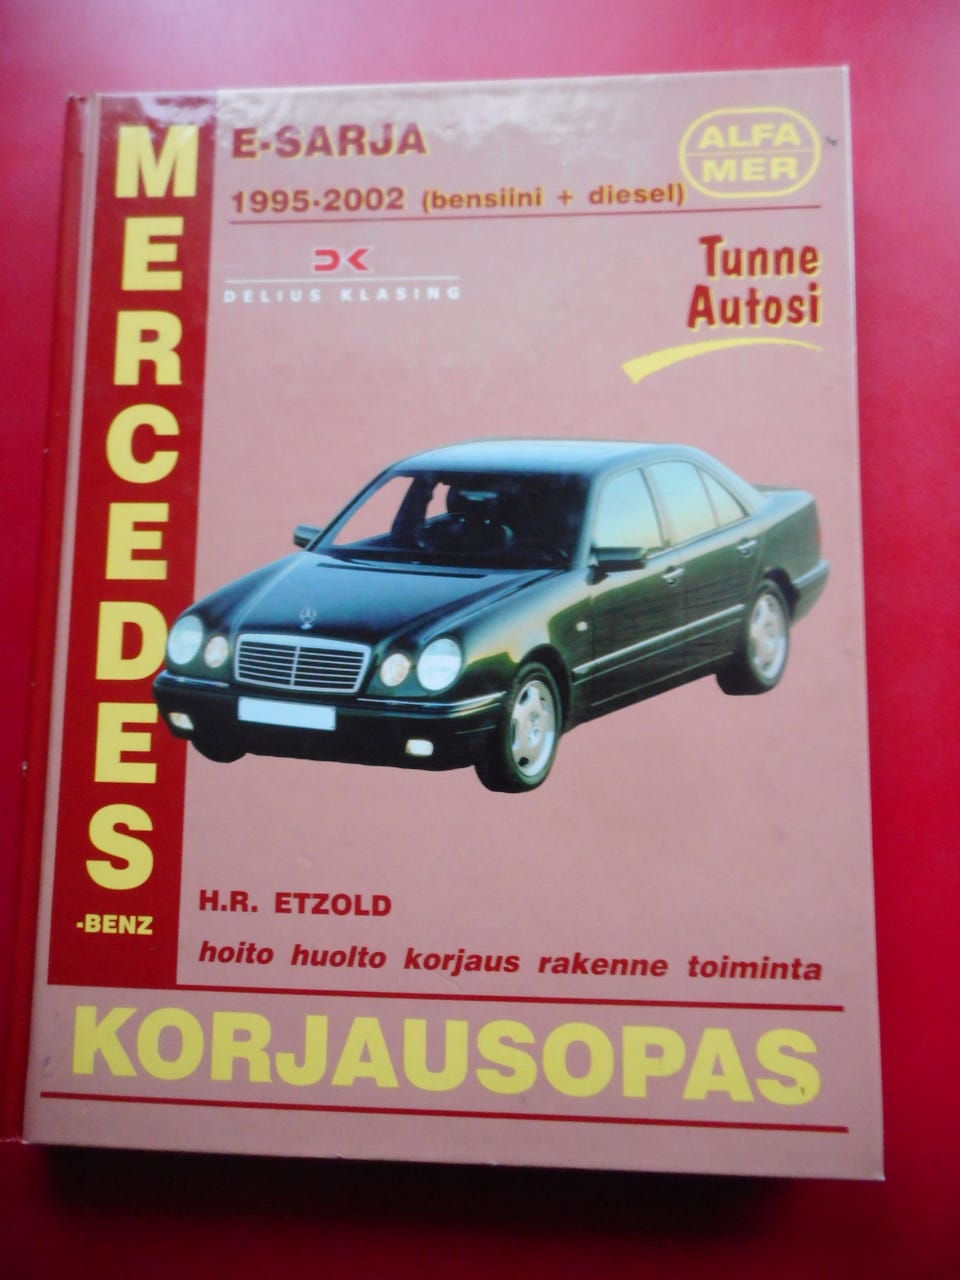 MERCEDES
-BENZ
E-SARJA
1995-2002 (bensiini + diesel)
ALFA
MER
DK
DELIUS KLASING
Tunne
Autosi
H.R. ETZOLD
hoito huolto korjaus rakenne toiminta
KORJAUSOPAS